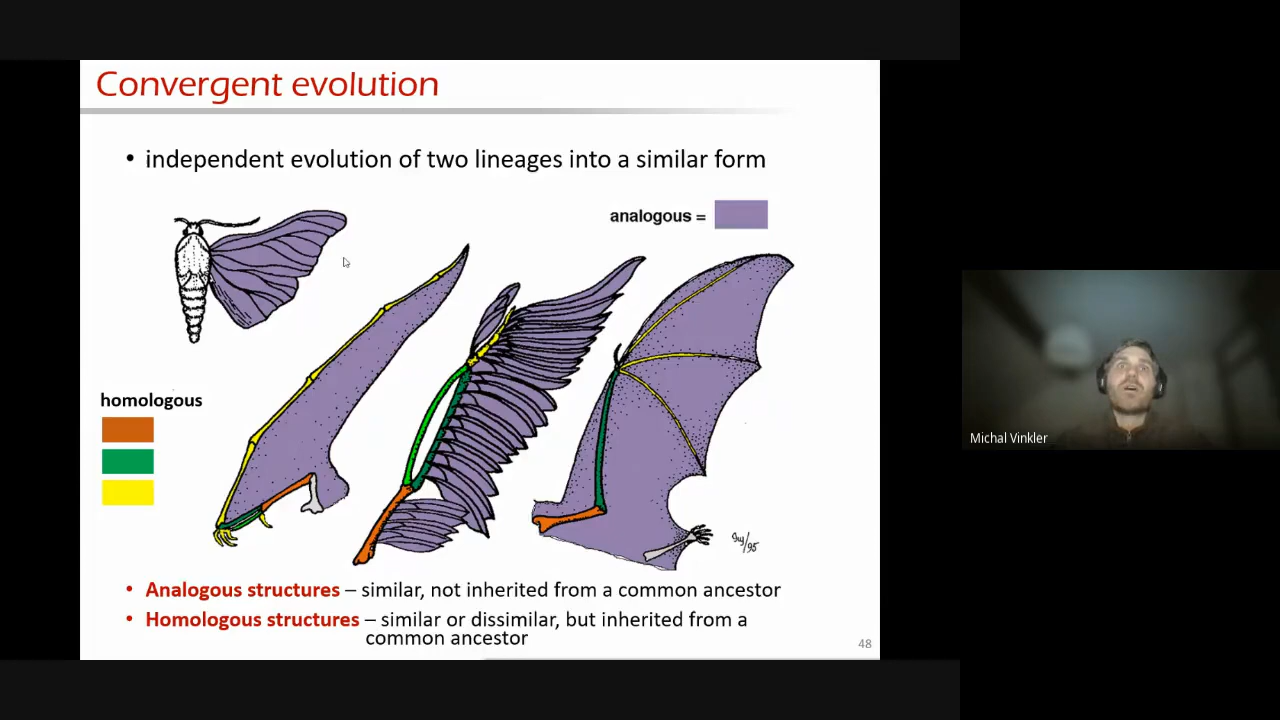 Convergent evolution
• independent evolution of two lineages into a similar form
analogous =
homologous
• Analogous structures – similar, not inherited from a common ancestor
• Homologous structures – similar or dissimilar, but inherited from a
common ancestor
48
Michal Vinkler